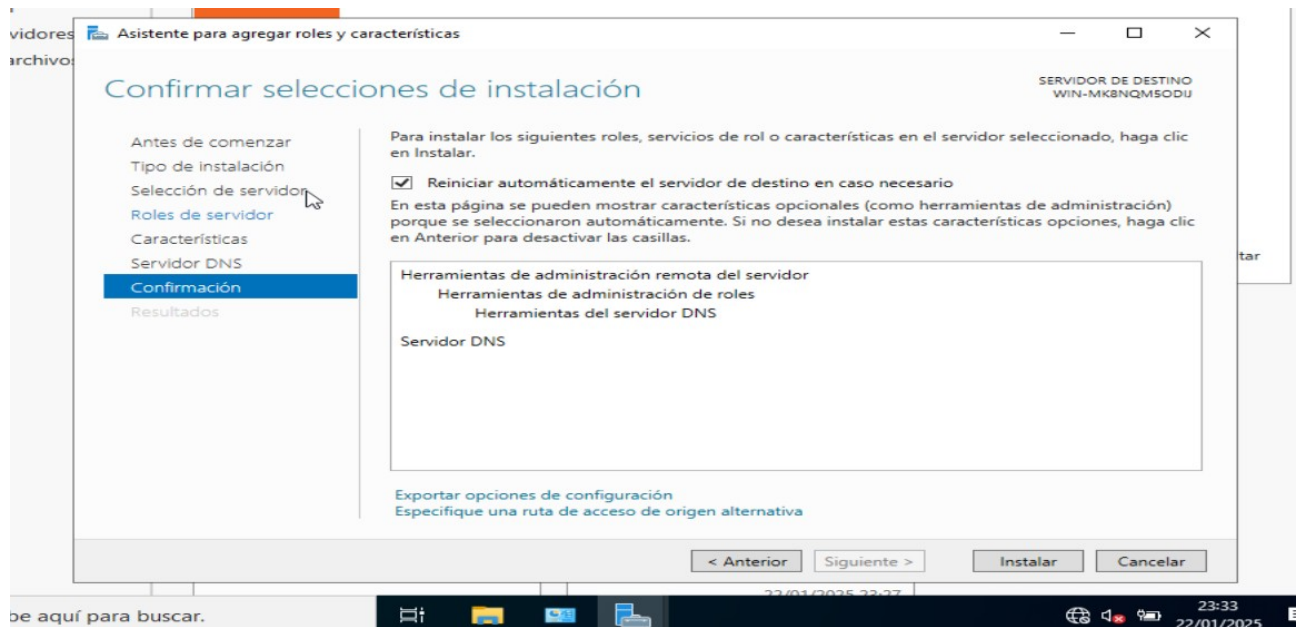 Asistente para agregar roles y características
Confirmar selecciones de instalación
SERVIDOR DE DESTINO
WIN-MK8NQM5ODIJ
Antes de comenzar
Tipo de instalación
Selección de servidor
Roles de servidor
Características
Servidor DNS
Confirmación
Resultados
Para instalar los siguientes roles, servicios de rol o características en el servidor seleccionado, haga clic
en Instalar.
Reiniciar automáticamente el servidor de destino en caso necesario
En esta página se pueden mostrar características opcionales (como herramientas de administración)
porque se seleccionaron automáticamente. Si no desea instalar estas características opciones, haga clic
en Anterior para desactivar las casillas.
Herramientas de administración remota del servidor
Herramientas de administración de roles
Herramientas del servidor DNS
Servidor DNS
Exportar opciones de configuración
Especifique una ruta de acceso de origen alternativa
< Anterior
Siguiente >
Instalar
Cancelar
vidores
archivos
tar
22/01/2025 23:27
be aquí para buscar.
23:33
22/01/2025